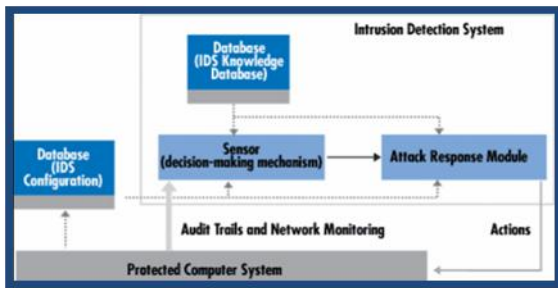 Intrusion Detection System
Database
(IDS Knowledge
Database)
Database
(IDS
Configuration)
Sensor
(decision-making mechanism)
Attack Response Module
Audit Trails and Network Monitoring
Actions
Protected Computer System